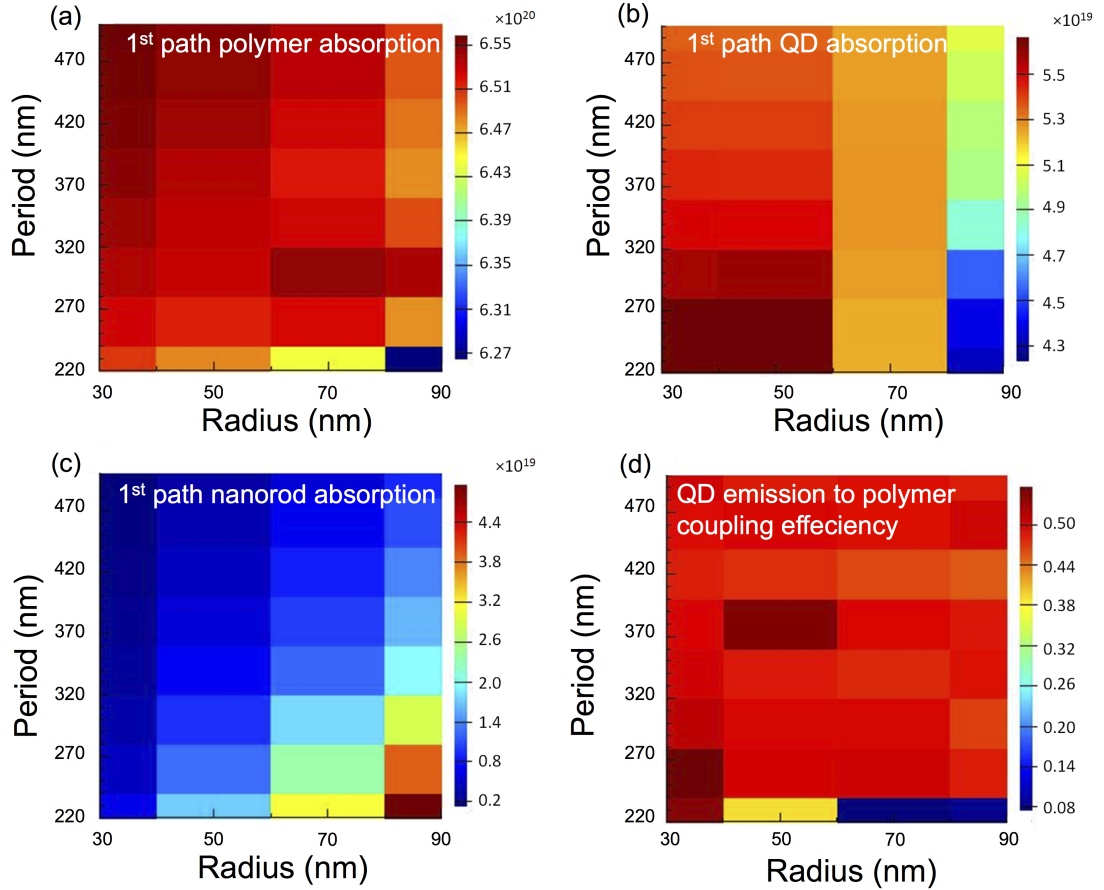 (a)
×10²⁰
1st path polymer absorption
6.55
6.51
6.47
6.43
6.39
6.35
6.31
6.27
470
420
370
320
270
220
Period (nm)
30 50 70 90
Radius (nm)
(b)
×10¹⁹
1st path QD absorption
5.5
5.3
5.1
4.9
4.7
4.5
4.3
470
420
370
320
270
220
Period (nm)
30 50 70 90
Radius (nm)
(c)
×10¹⁹
1st path nanorod absorption
4.4
3.8
3.2
2.6
2.0
1.4
0.8
0.2
470
420
370
320
270
220
Period (nm)
30 50 70 90
Radius (nm)
(d)
QD emission to polymer
coupling effeciency
0.50
0.44
0.38
0.32
0.26
0.20
0.14
0.08
470
420
370
320
270
220
Period (nm)
30 50 70 90
Radius (nm)